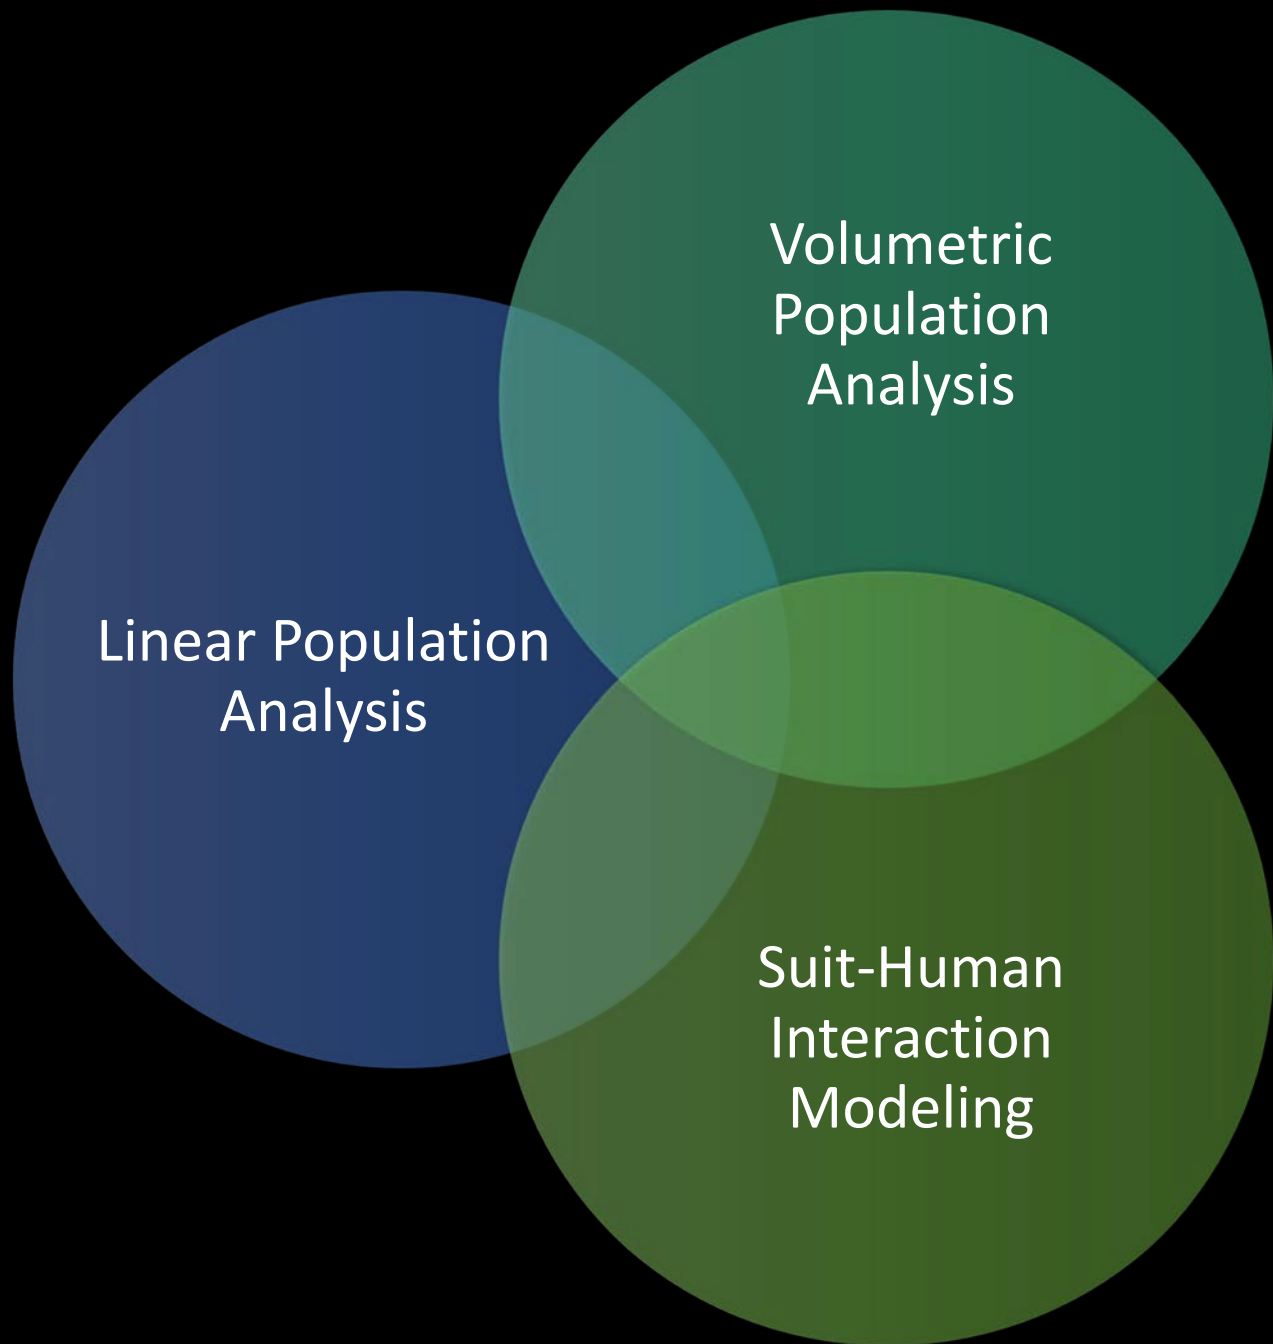 Volumetric
Population
Analysis
Linear Population
Analysis
Suit-Human
Interaction
Modeling